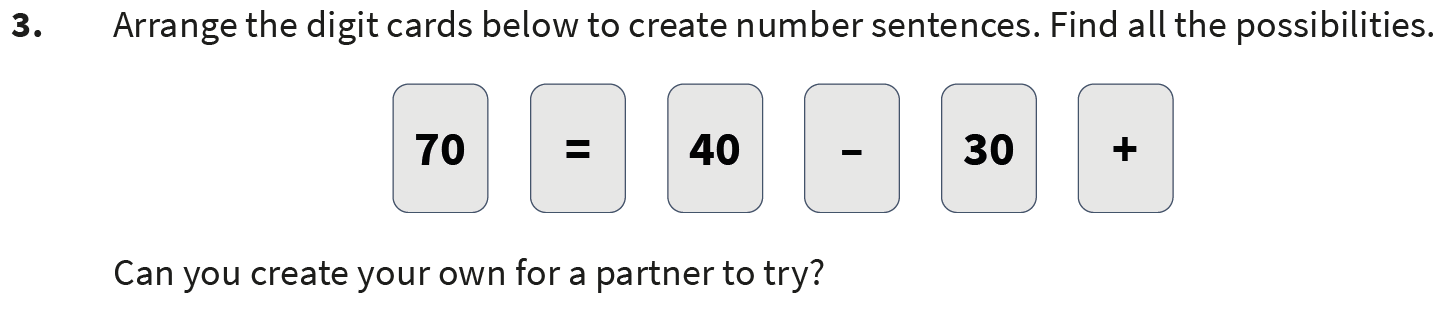 3. Arrange the digit cards below to create number sentences. Find all the possibilities.
70 = 40 – 30 +
Can you create your own for a partner to try?